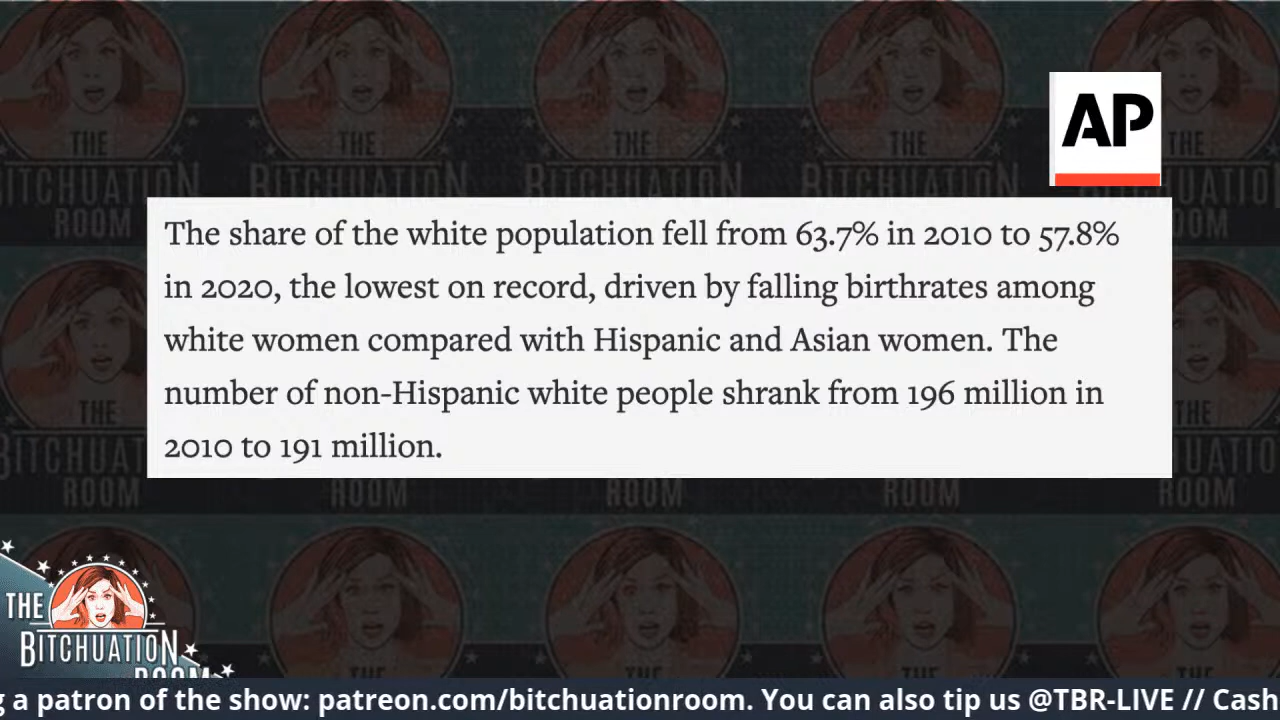 AP
The share of the white population fell from 63.7% in 2010 to 57.8%
in 2020, the lowest on record, driven by falling birthrates among
white women compared with Hispanic and Asian women. The
number of non-Hispanic white people shrank from 196 million in
2010 to 191 million.
THE
BITCHUATION
ROOM
g a patron of the show: patreon.com/bitchuationroom. You can also tip us @TBR-LIVE // Cash